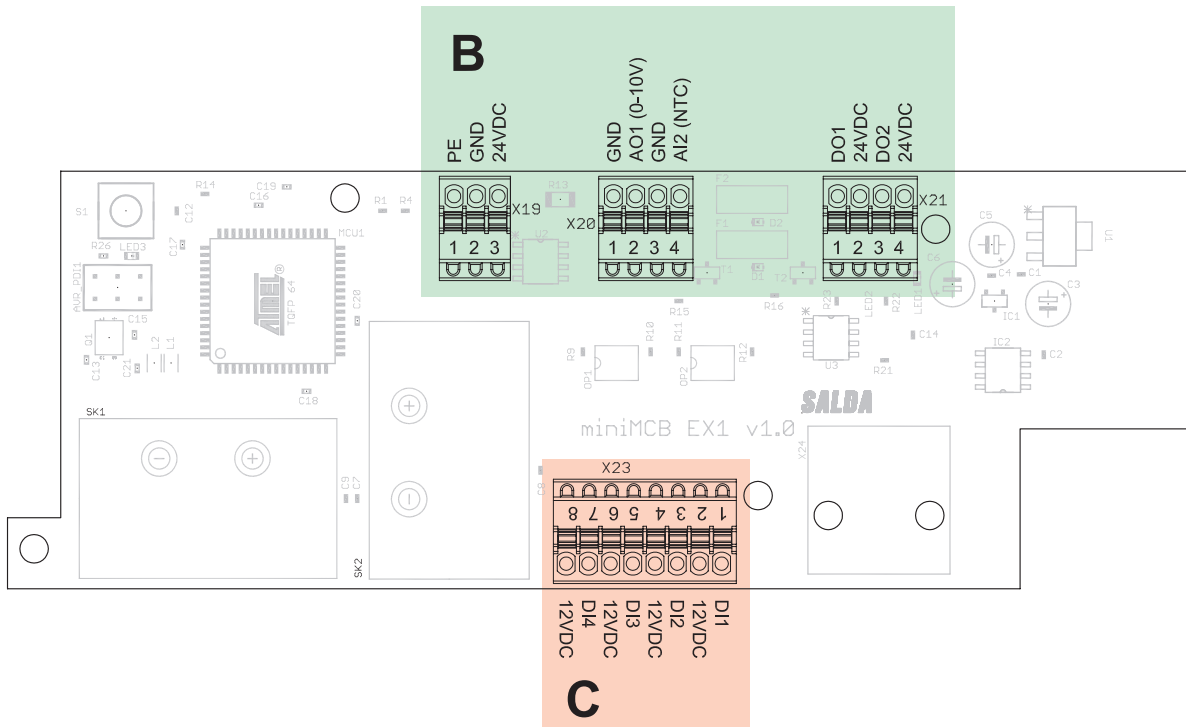 B
PE
GND
24VDC
GND
AO1 (0-10V)
GND
AI2 (NTC)
DO1
24VDC
DO2
24VDC
X19
1 2 3
X20
1 2 3 4
X21
1 2 3 4
S1
R14
C19
C16
C12
R1
R4
R13
F2
F1
D2
D1
U2
T1
T2
MCU1
R26
LED3
C17
AVR_PDI1
C15
Q1
L2
L1
C13
C21
C20
C18
ATMEL®
TQFP 64
R15
R16
R23
LED2
R22
LED1
C5
C6
U1
C4
C1
C3
IC1
C14
IC2
C2
U3
R21
R9
R10
R11
R12
OP1
OP2
SALDA
miniMCB EX1 v1.0
SK1
SK2
C9
C7
C8
X24
X23
8 7 6 5 4 3 2 1
12VDC
DI4
12VDC
DI3
12VDC
DI2
12VDC
DI1
C